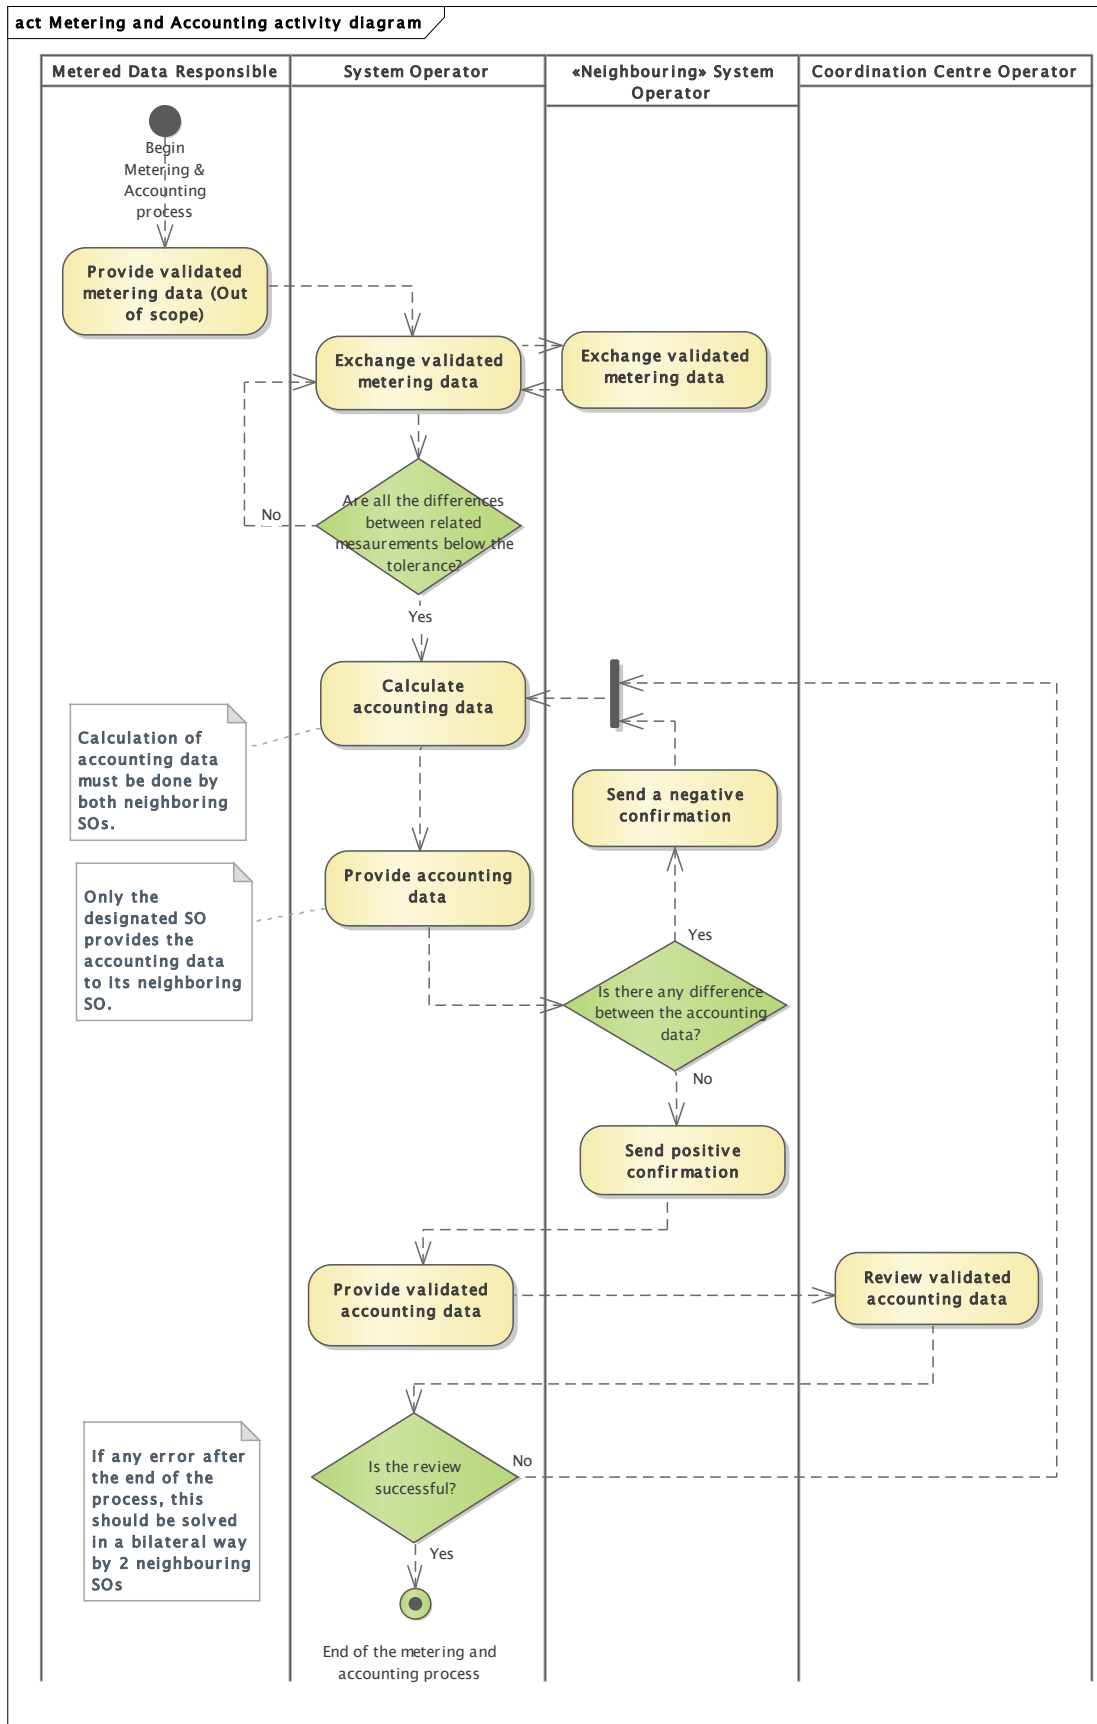 act Metering and Accounting activity diagram
Metered Data Responsible
System Operator
«Neighbouring» System
Operator
Coordination Centre Operator
Begin
Metering &
Accounting
process
Provide validated
metering data (Out
of scope)
Exchange validated
metering data
Exchange validated
metering data
Are all the differences
between related
mesaurements below the
tolerance?
No
Yes
Calculate
accounting data
Calculation of
accounting data
must be done by
both neighboring
SOs.
Send a negative
confirmation
Provide accounting
data
Only the
designated SO
provides the
accounting data
to its neighboring
SO.
Yes
Is there any difference
between the accounting
data?
No
Send positive
confirmation
Provide validated
accounting data
Review validated
accounting data
If any error after
the end of the
process, this
should be solved
in a bilateral way
by 2 neighbouring
SOs
Is the review
successful?
No
Yes
End of the metering and
accounting process